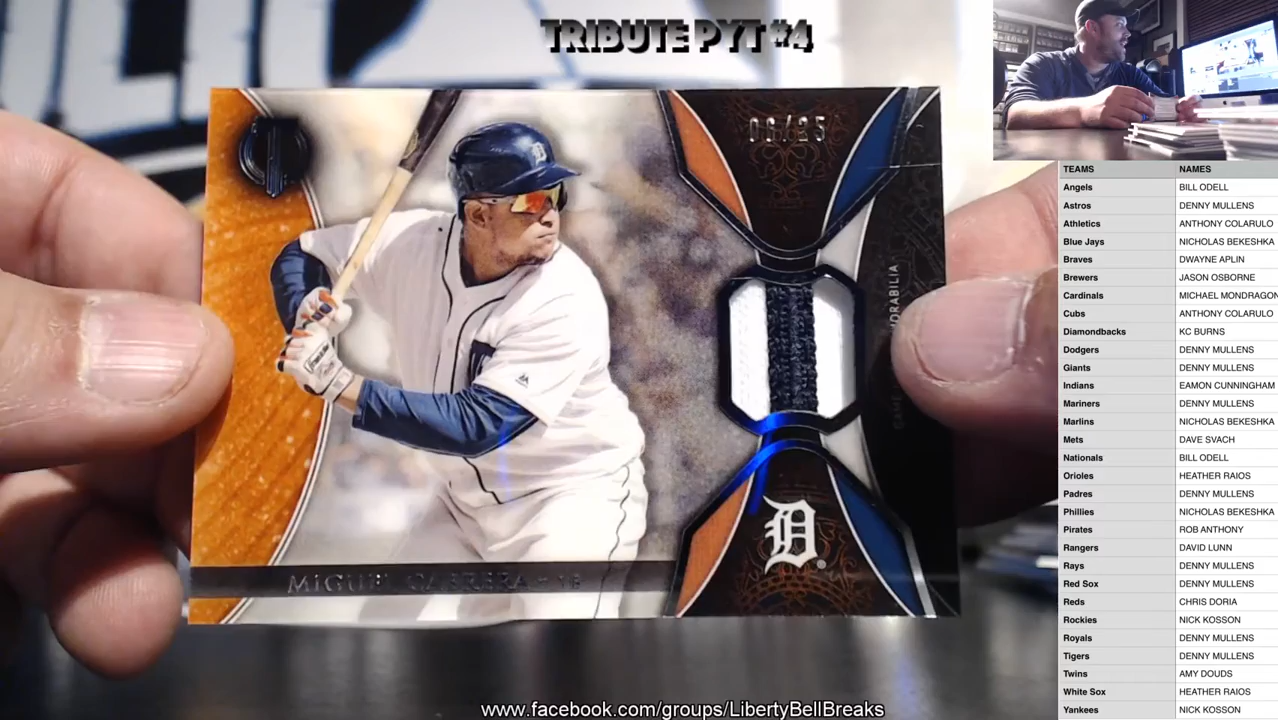 TRIBUTE PYT #4
06/25
D
MIGUEL CABRERA - 1B
D
TEAMS NAMES
Angels BILL ODELL
Astros DENNY MULLENS
Athletics ANTHONY COLARULO
Blue Jays NICHOLAS BEKESHKA
Braves DWAYNE APLIN
Brewers JASON OSBORNE
Cardinals MICHAEL MONDRAGON
Cubs ANTHONY COLARULO
Diamondbacks KC BURNS
Dodgers DENNY MULLENS
Giants DENNY MULLENS
Indians EAMON CUNNINGHAM
Mariners DENNY MULLENS
Marlins NICHOLAS BEKESHKA
Mets DAVE SVACH
Nationals BILL ODELL
Orioles HEATHER RAIOS
Padres DENNY MULLENS
Phillies NICHOLAS BEKESHKA
Pirates ROB ANTHONY
Rangers DAVID LUNN
Rays DENNY MULLENS
Red Sox DENNY MULLENS
Reds CHRIS DORIA
Rockies NICK KOSSON
Royals DENNY MULLENS
Tigers DENNY MULLENS
Twins AMY DOUDS
White Sox HEATHER RAIOS
Yankees NICK KOSSON
www.facebook.com/groups/LibertyBellBreaks